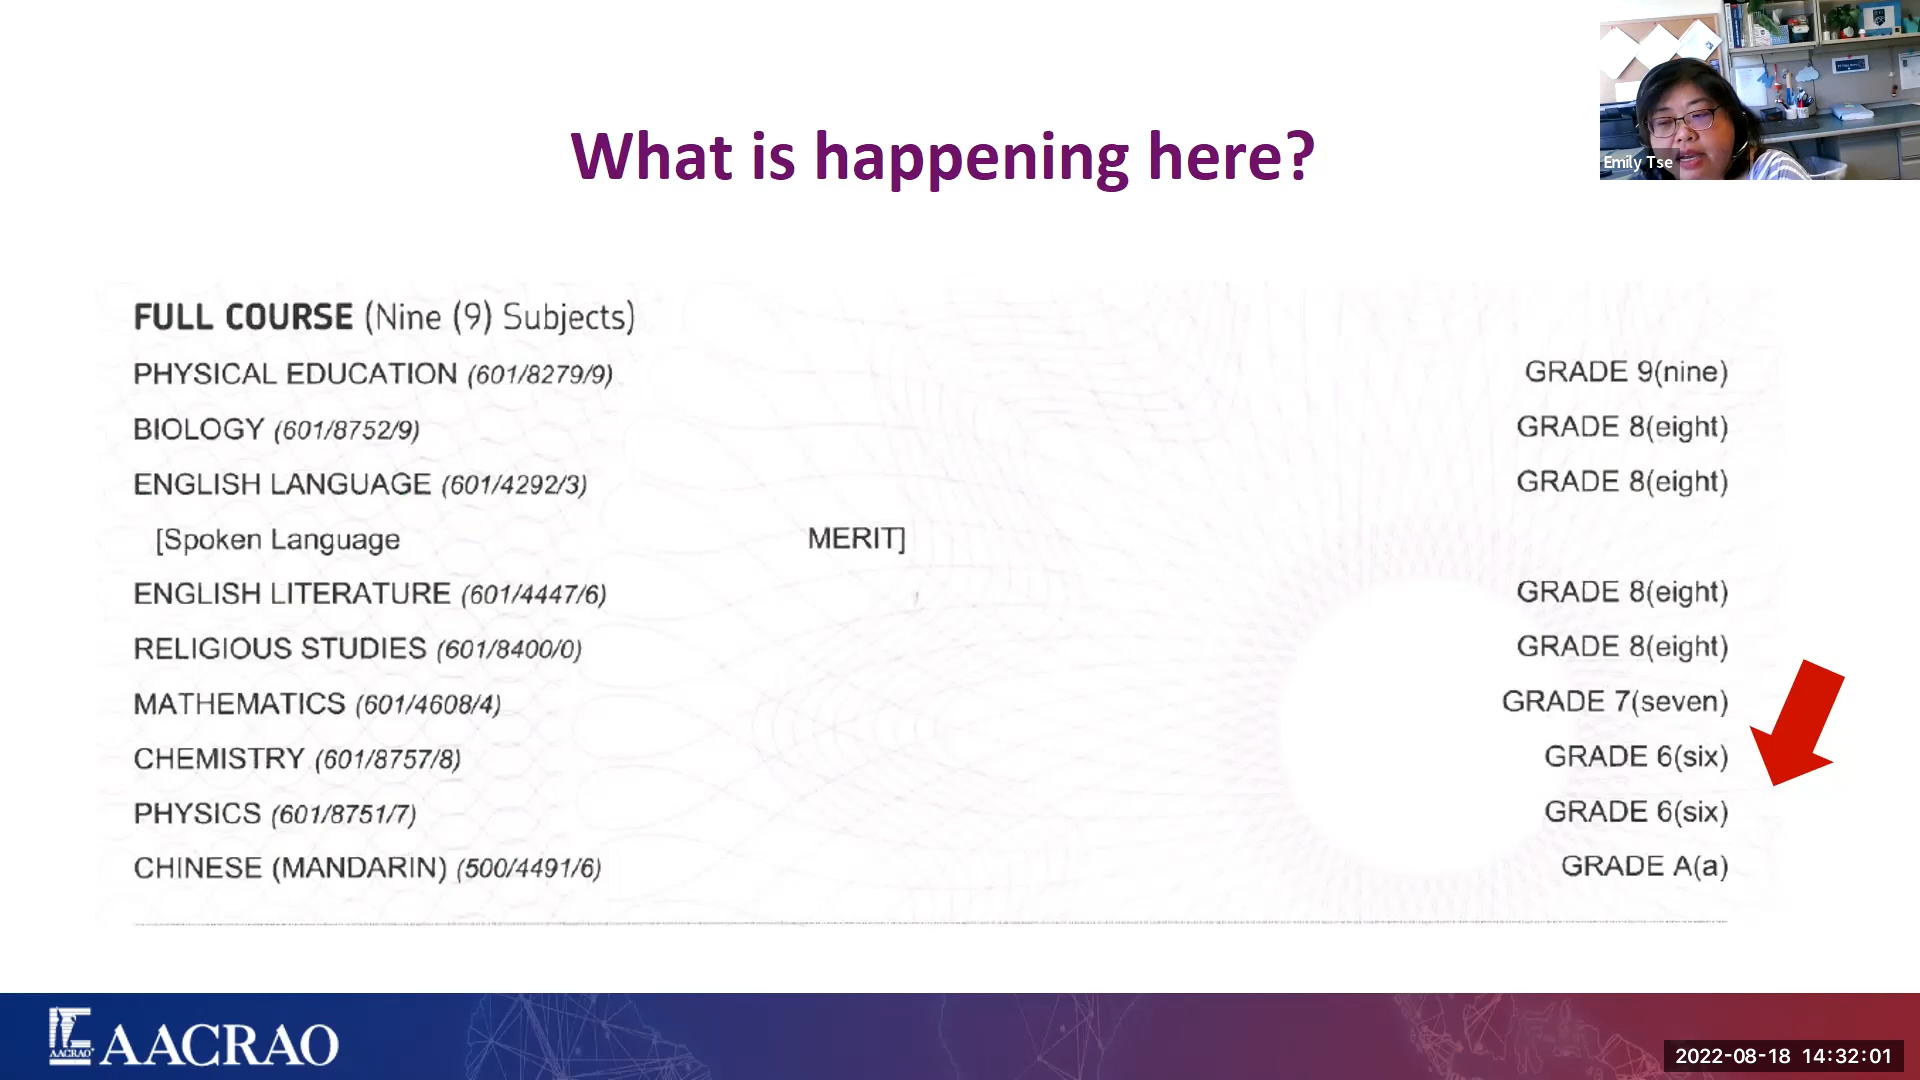 What is happening here?
Emily Tse
FULL COURSE (Nine (9) Subjects)
PHYSICAL EDUCATION (601/8279/9) GRADE 9(nine)
BIOLOGY (601/8752/9) GRADE 8(eight)
ENGLISH LANGUAGE (601/4292/3) GRADE 8(eight)
[Spoken Language MERIT]
ENGLISH LITERATURE (601/4447/6) GRADE 8(eight)
RELIGIOUS STUDIES (601/8400/0) GRADE 8(eight)
MATHEMATICS (601/4608/4) GRADE 7(seven)
CHEMISTRY (601/8757/8) GRADE 6(six)
PHYSICS (601/8751/7) GRADE 6(six)
CHINESE (MANDARIN) (500/4491/6) GRADE A(a)
AACRAO AACRAO
2022-08-18 14:32:01